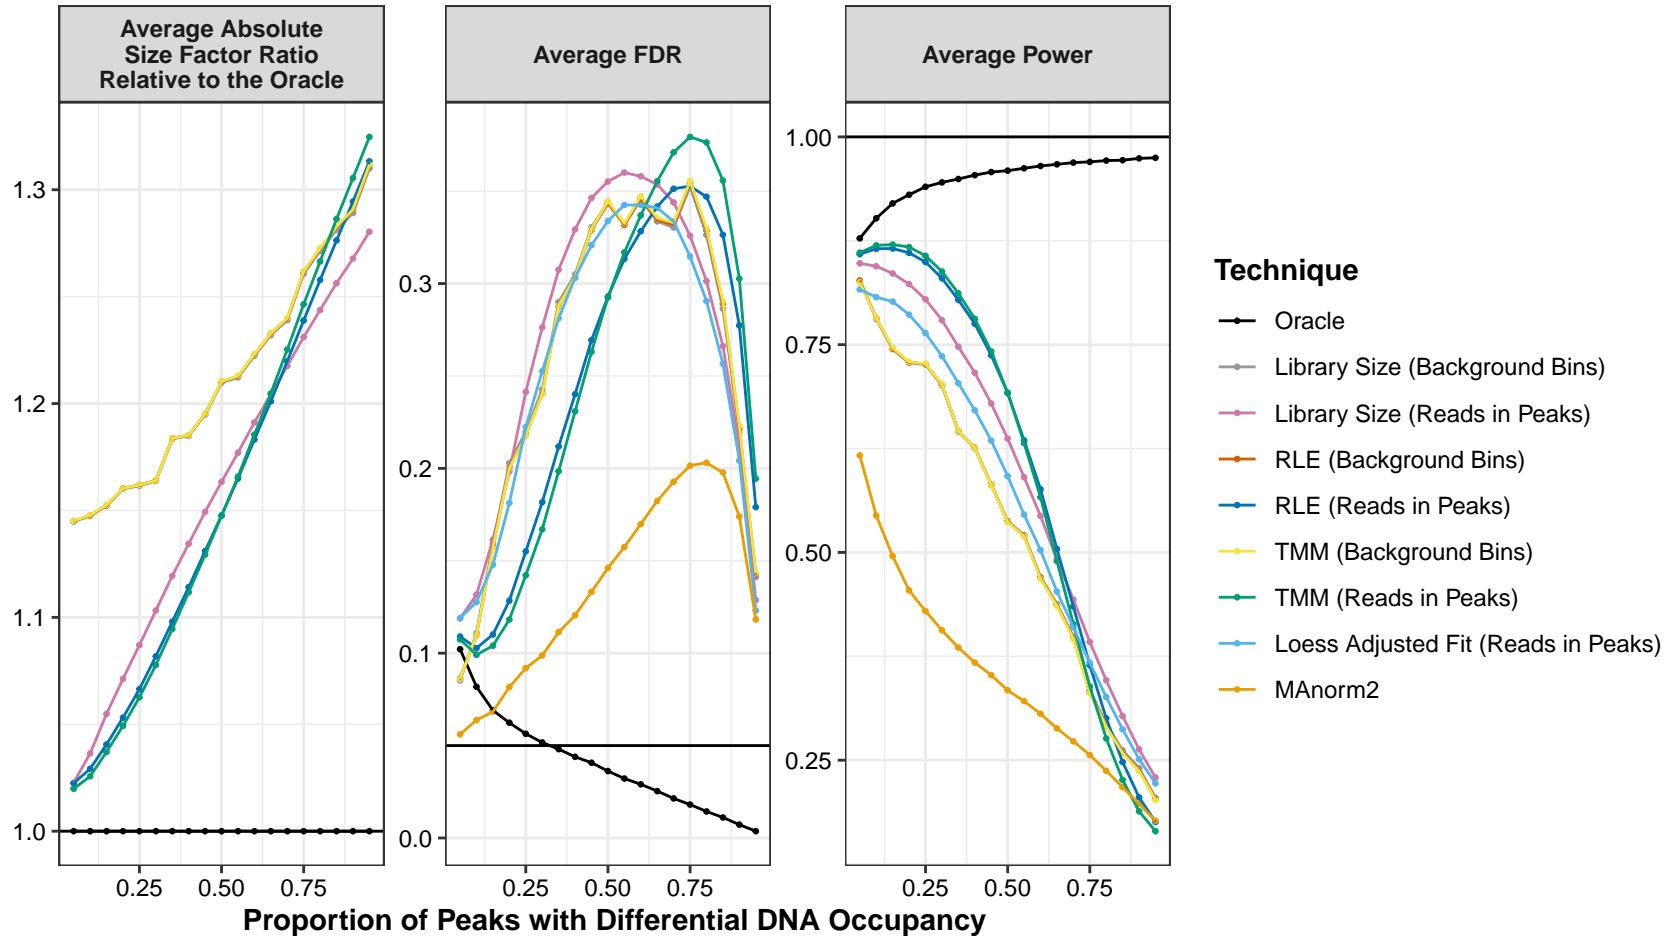 Average Absolute
Size Factor Ratio
Relative to the Oracle
Average FDR
Average Power
1.3
1.2
1.1
1.0
0.3
0.2
0.1
0.0
1.00
0.75
0.50
0.25
0.25 0.50 0.75
0.25 0.50 0.75
0.25 0.50 0.75
Proportion of Peaks with Differential DNA Occupancy
Technique
Oracle
Library Size (Background Bins)
Library Size (Reads in Peaks)
RLE (Background Bins)
RLE (Reads in Peaks)
TMM (Background Bins)
TMM (Reads in Peaks)
Loess Adjusted Fit (Reads in Peaks)
MAnorm2